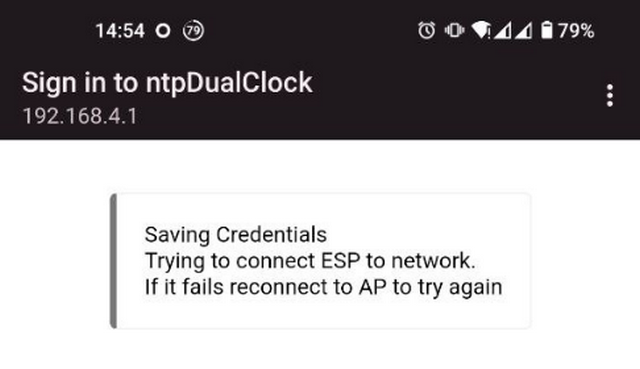 14:54 79 79%
Sign in to ntpDualClock
192.168.4.1
Saving Credentials
Trying to connect ESP to network.
If it fails reconnect to AP to try again